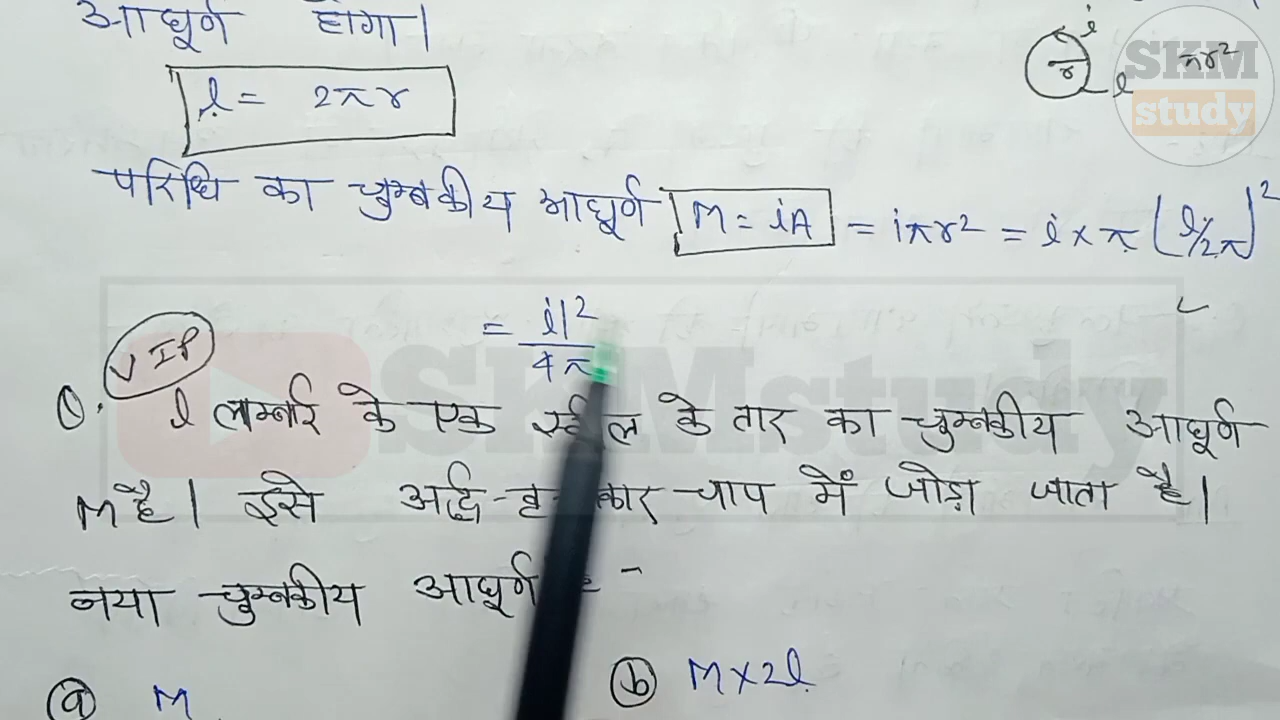 आघूर्ण होगा।
l = 2πr
i
r
l
πr²
SKM
study
परिधि का चुम्बकीय आघूर्ण M = iA = iπr² = i × π (l/2π)²
= il²/4π
VIP
SKMstudy
Q. l लम्बाई के एक स्टील के तार का चुम्बकीय आघूर्ण
M है। इसे अर्द्ध-वृत्ताकार चाप में जोड़ा जाता है।
नया चुम्बकीय आघूर्ण
(a) M
(b) M×2l